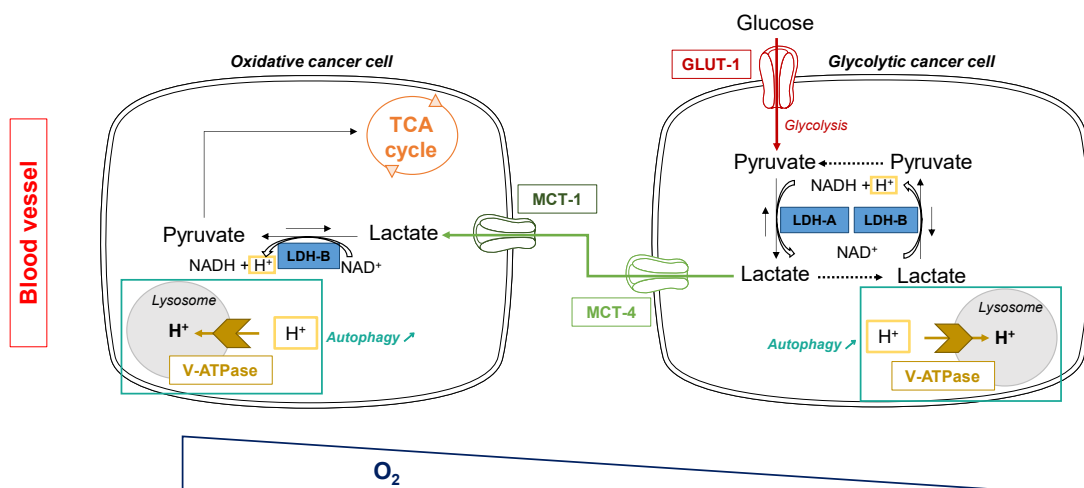 Blood vessel
Oxidative cancer cell
TCA
cycle
Pyruvate
Lactate
LDH-B
NADH + H⁺
NAD⁺
Lysosome
H⁺
H⁺
V-ATPase
Autophagy ↗
MCT-1
MCT-4
Glucose
GLUT-1
Glycolytic cancer cell
Glycolysis
Pyruvate
Pyruvate
NADH + H⁺
LDH-A
LDH-B
NAD⁺
Lactate
Lactate
Autophagy ↗
H⁺
Lysosome
H⁺
V-ATPase
O₂